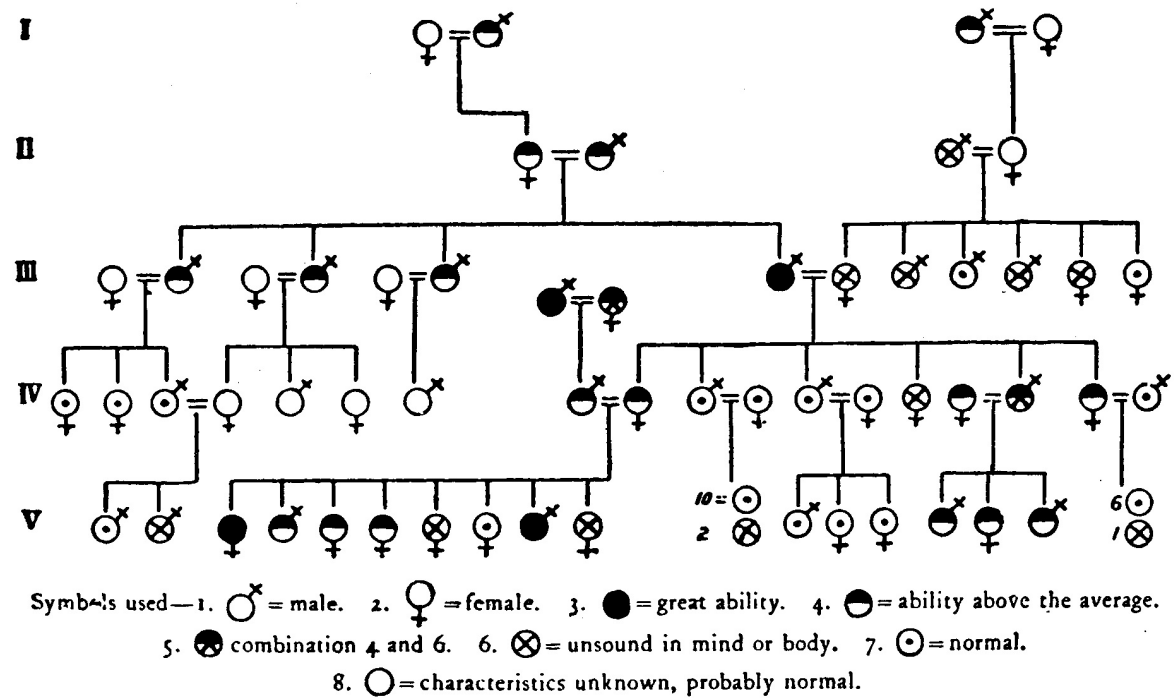 I
II
III
IV
V
10=
2
6
1
Symbols used—1. = male. 2. =female. 3. =great ability. 4. =ability above the average.
5. combination 4 and 6. 6. =unsound in mind or body. 7. =normal.
8. =characteristics unknown, probably normal.